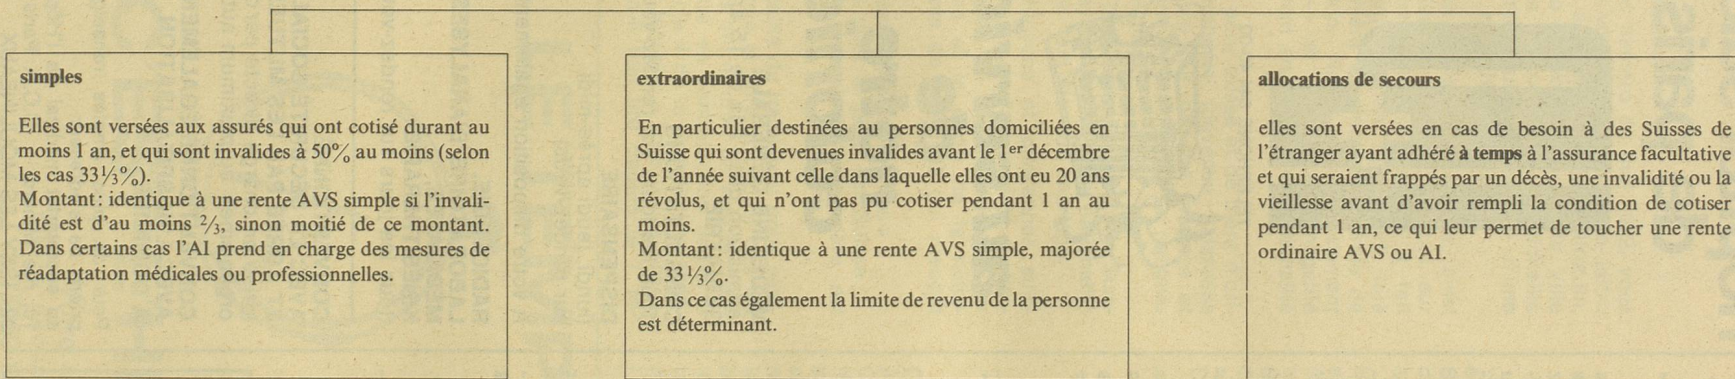 simples
Elles sont versées aux assurés qui ont cotisé durant au
moins 1 an, et qui sont invalides à 50% au moins (selon
les cas 33⅓%).
Montant: identique à une rente AVS simple si l'invali-
dité est d'au moins ⅔, sinon moitié de ce montant.
Dans certains cas l'AI prend en charge des mesures de
réadaptation médicales ou professionnelles.
extraordinaires
En particulier destinées au personnes domiciliées en
Suisse qui sont devenues invalides avant le 1er décembre
de l'année suivant celle dans laquelle elles ont eu 20 ans
révolus, et qui n'ont pas pu cotiser pendant 1 an au
moins.
Montant: identique à une rente AVS simple, majorée
de 33⅓%.
Dans ce cas également la limite de revenu de la personne
est déterminant.
allocations de secours
elles sont versées en cas de besoin à des Suisses de
l'étranger ayant adhéré à temps à l'assurance facultative
et qui seraient frappés par un décès, une invalidité ou la
vieillesse avant d'avoir rempli la condition de cotiser
pendant 1 an, ce qui leur permet de toucher une rente
ordinaire AVS ou AI.